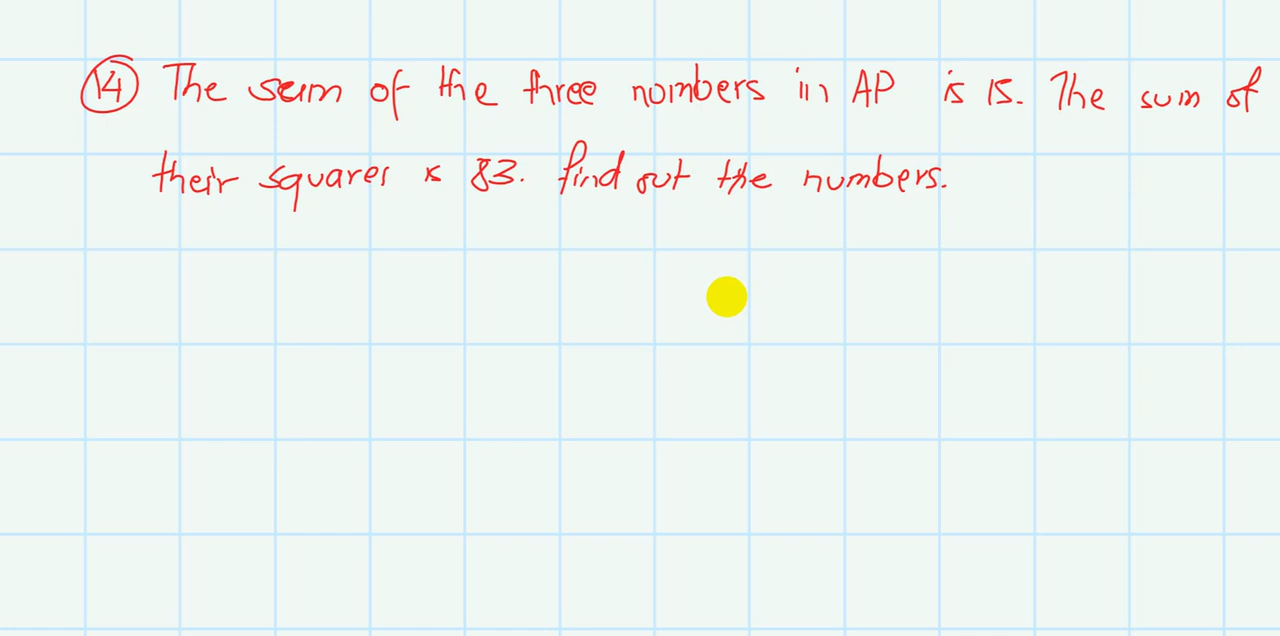 14 The sum of the three numbers in AP is 15. The sum of
their squares is 83. find out the numbers.